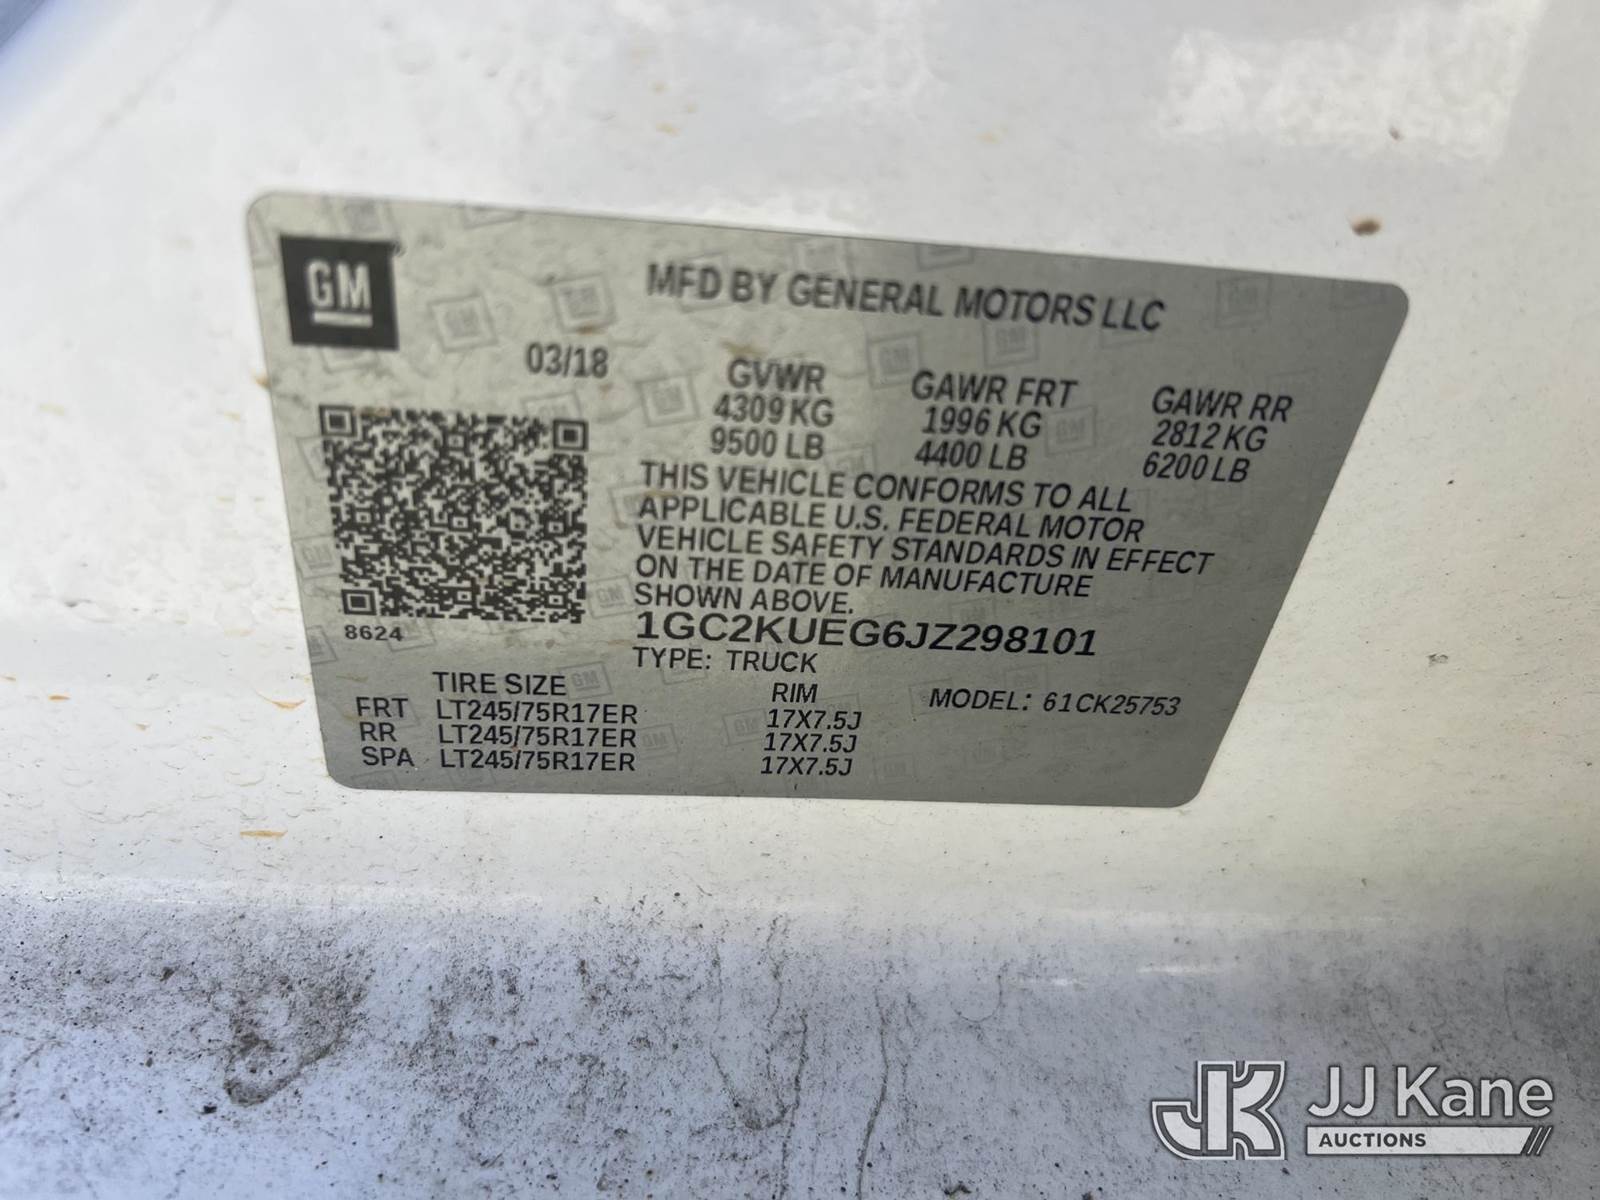 GM
MFD BY GENERAL MOTORS LLC
03/18
GVWR GAWR FRT GAWR RR
4309 KG 1996 KG 2812 KG
9500 LB 4400 LB 6200 LB
THIS VEHICLE CONFORMS TO ALL
APPLICABLE U.S. FEDERAL MOTOR
VEHICLE SAFETY STANDARDS IN EFFECT
ON THE DATE OF MANUFACTURE
SHOWN ABOVE.
8624
1GC2KUEG6JZ298101
TYPE: TRUCK
TIRE SIZE RIM MODEL: 61CK25753
FRT LT245/75R17ER 17X7.5J
RR LT245/75R17ER 17X7.5J
SPA LT245/75R17ER 17X7.5J
JK JJ Kane
AUCTIONS